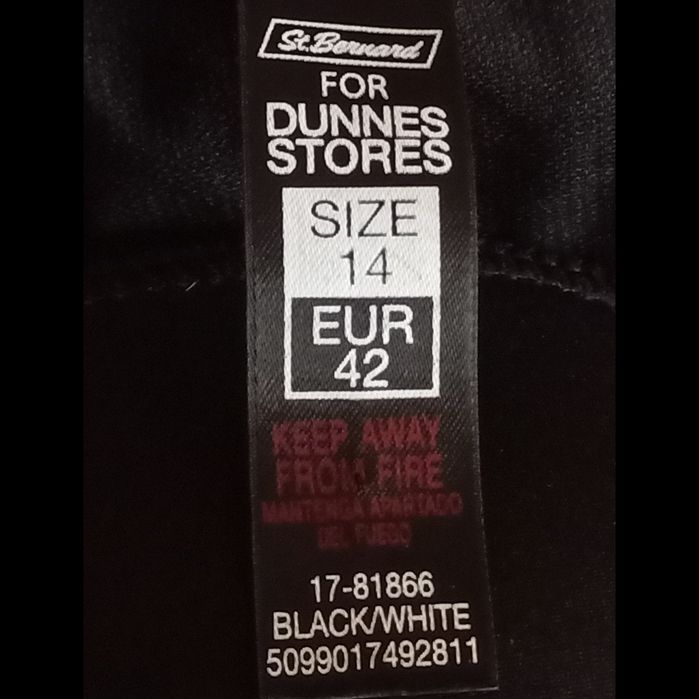 St.Bernard
FOR
DUNNES
STORES
SIZE
14
EUR
42
KEEP AWAY
FROM FIRE
MANTENGA APARTADO
DEL FUEGO
17-81866
BLACK/WHITE
5099017492811